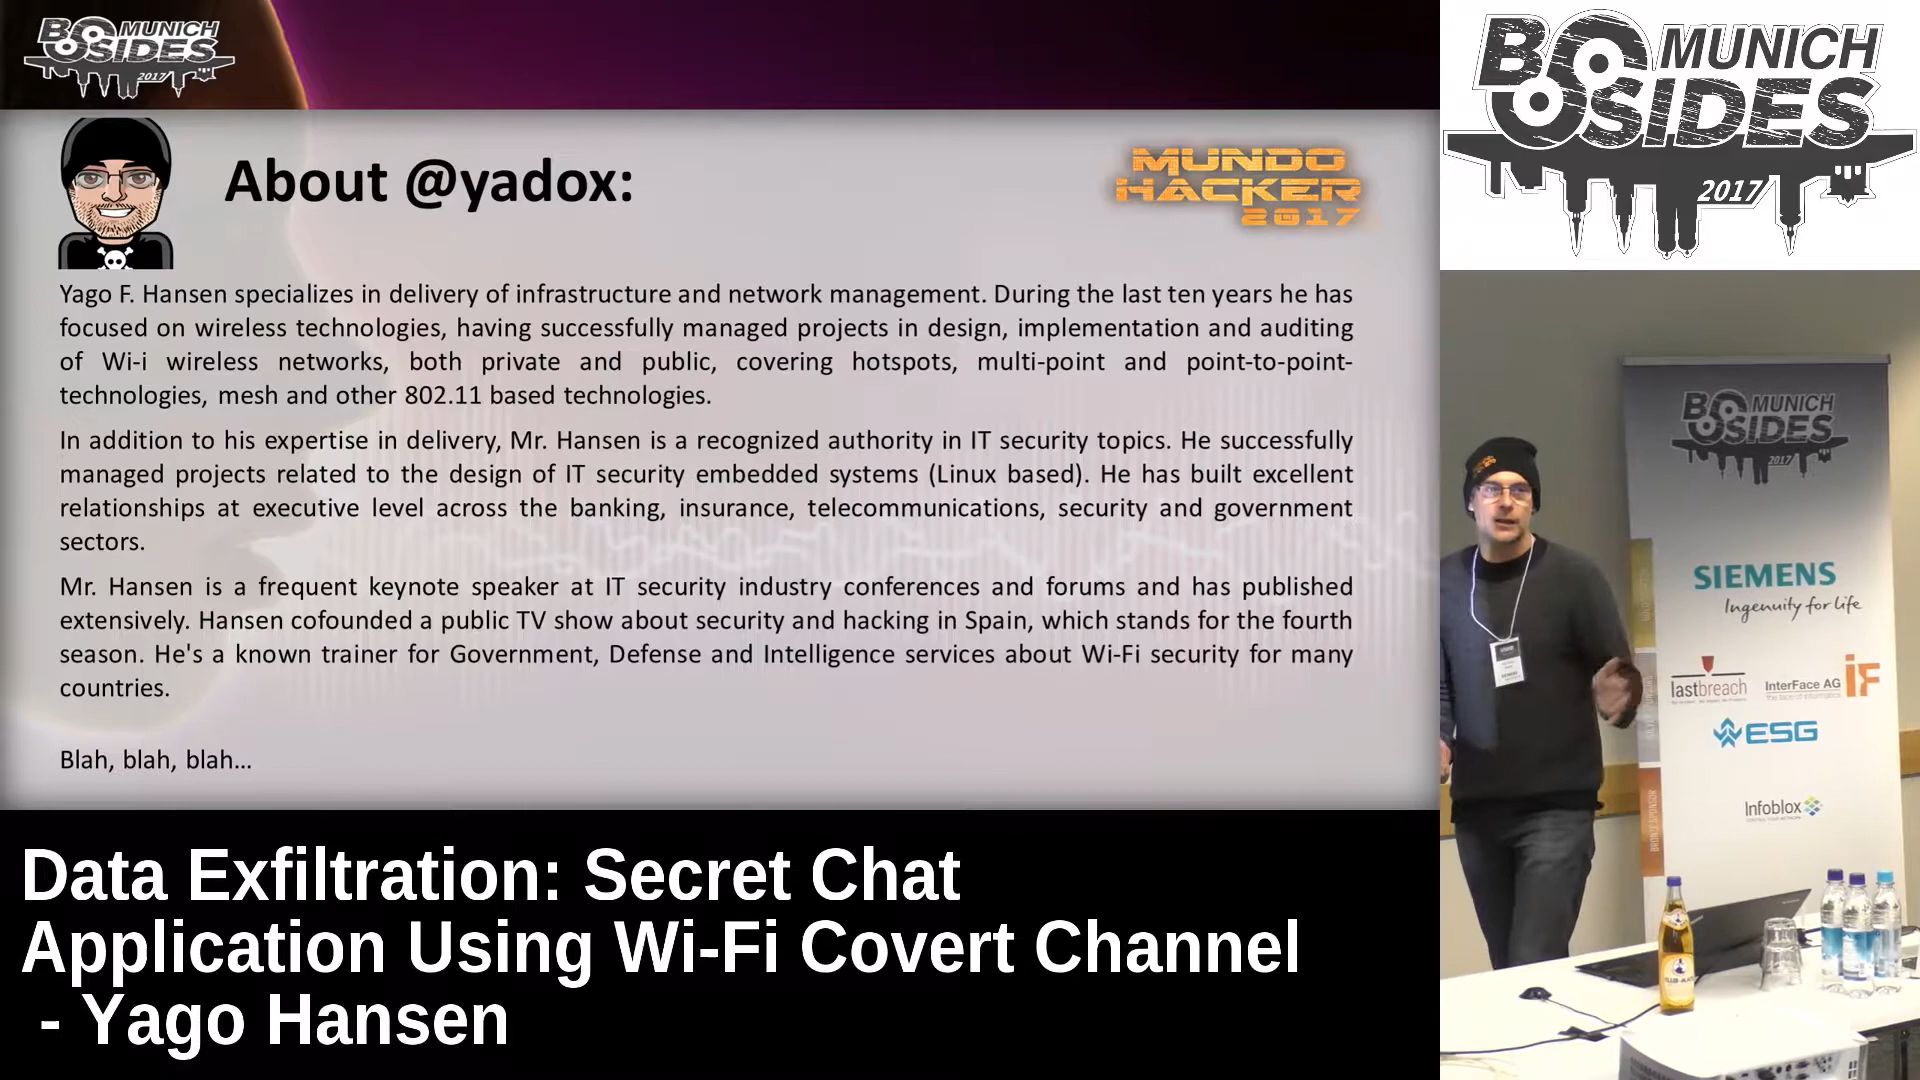 BSIDES MUNICH
2017
About @yadox:
MUNDO
HACKER
2017
Yago F. Hansen specializes in delivery of infrastructure and network management. During the last ten years he has
focused on wireless technologies, having successfully managed projects in design, implementation and auditing
of Wi-i wireless networks, both private and public, covering hotspots, multi-point and point-to-point-
technologies, mesh and other 802.11 based technologies.
In addition to his expertise in delivery, Mr. Hansen is a recognized authority in IT security topics. He successfully
managed projects related to the design of IT security embedded systems (Linux based). He has built excellent
relationships at executive level across the banking, insurance, telecommunications, security and government
sectors.
Mr. Hansen is a frequent keynote speaker at IT security industry conferences and forums and has published
extensively. Hansen cofounded a public TV show about security and hacking in Spain, which stands for the fourth
season. He's a known trainer for Government, Defense and Intelligence services about Wi-Fi security for many
countries.
Blah, blah, blah...
Data Exfiltration: Secret Chat
Application Using Wi-Fi Covert Channel
- Yago Hansen
BSIDES MUNICH
2017
BSIDES MUNICH
2017
SIEMENS
Ingenuity for life
lastbreach
InterFace AG
iF
ESG
Infoblox
BRONZE SPONSOR